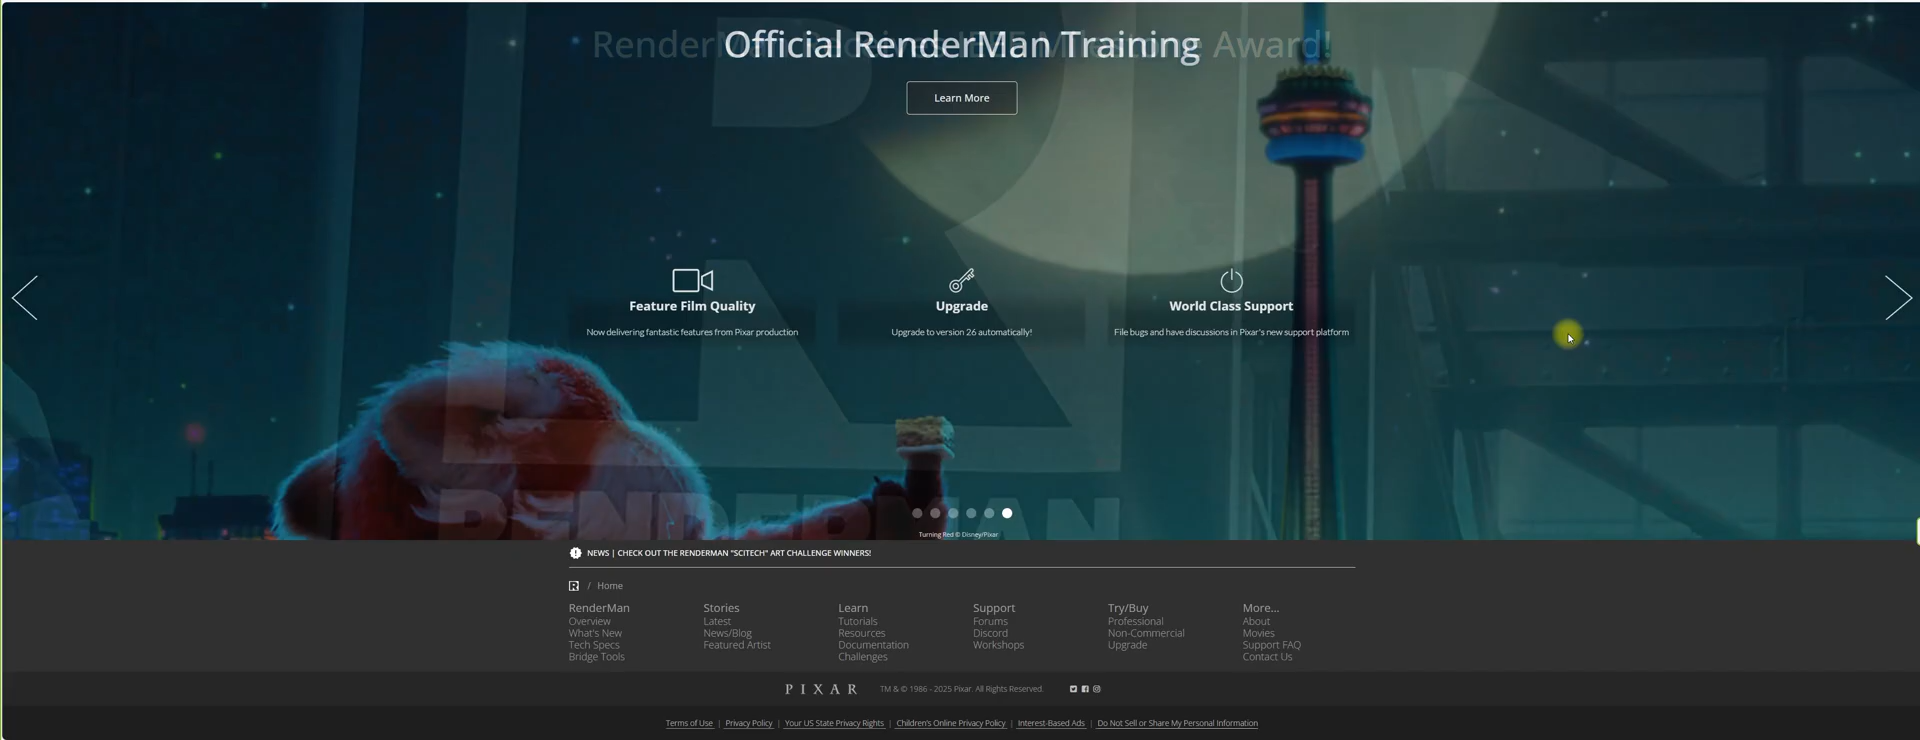 RenderMan Receives IEEE Milestone Award!
Official RenderMan Training
Learn More
Feature Film Quality
Now delivering fantastic features from Pixar production
Upgrade
Upgrade to version 26 automatically!
World Class Support
File bugs and have discussions in Pixar's new support platform
RENDERMAN
Turning Red © Disney/Pixar
NEWS | CHECK OUT THE RENDERMAN "SCITECH" ART CHALLENGE WINNERS!
/ Home
RenderMan
Overview
What's New
Tech Specs
Bridge Tools
Stories
Latest
News/Blog
Featured Artist
Learn
Tutorials
Resources
Documentation
Challenges
Support
Forums
Discord
Workshops
Try/Buy
Professional
Non-Commercial
Upgrade
More...
About
Movies
Support FAQ
Contact Us
PIXAR
TM & © 1986 - 2025 Pixar. All Rights Reserved.
Terms of Use | Privacy Policy | Your US State Privacy Rights | Children's Online Privacy Policy | Interest-Based Ads | Do Not Sell or Share My Personal Information